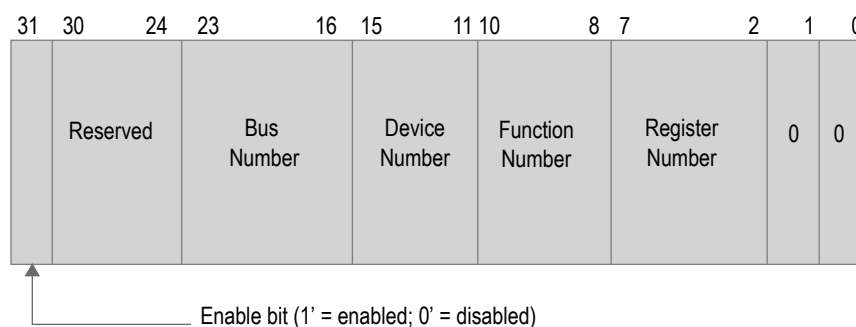 31 30 24 23 16 15 11 10 8 7 2 1 0
Reserved Bus Device Function Register 0 0
Number Number Number Number
Enable bit (1’ = enabled; 0’ = disabled)